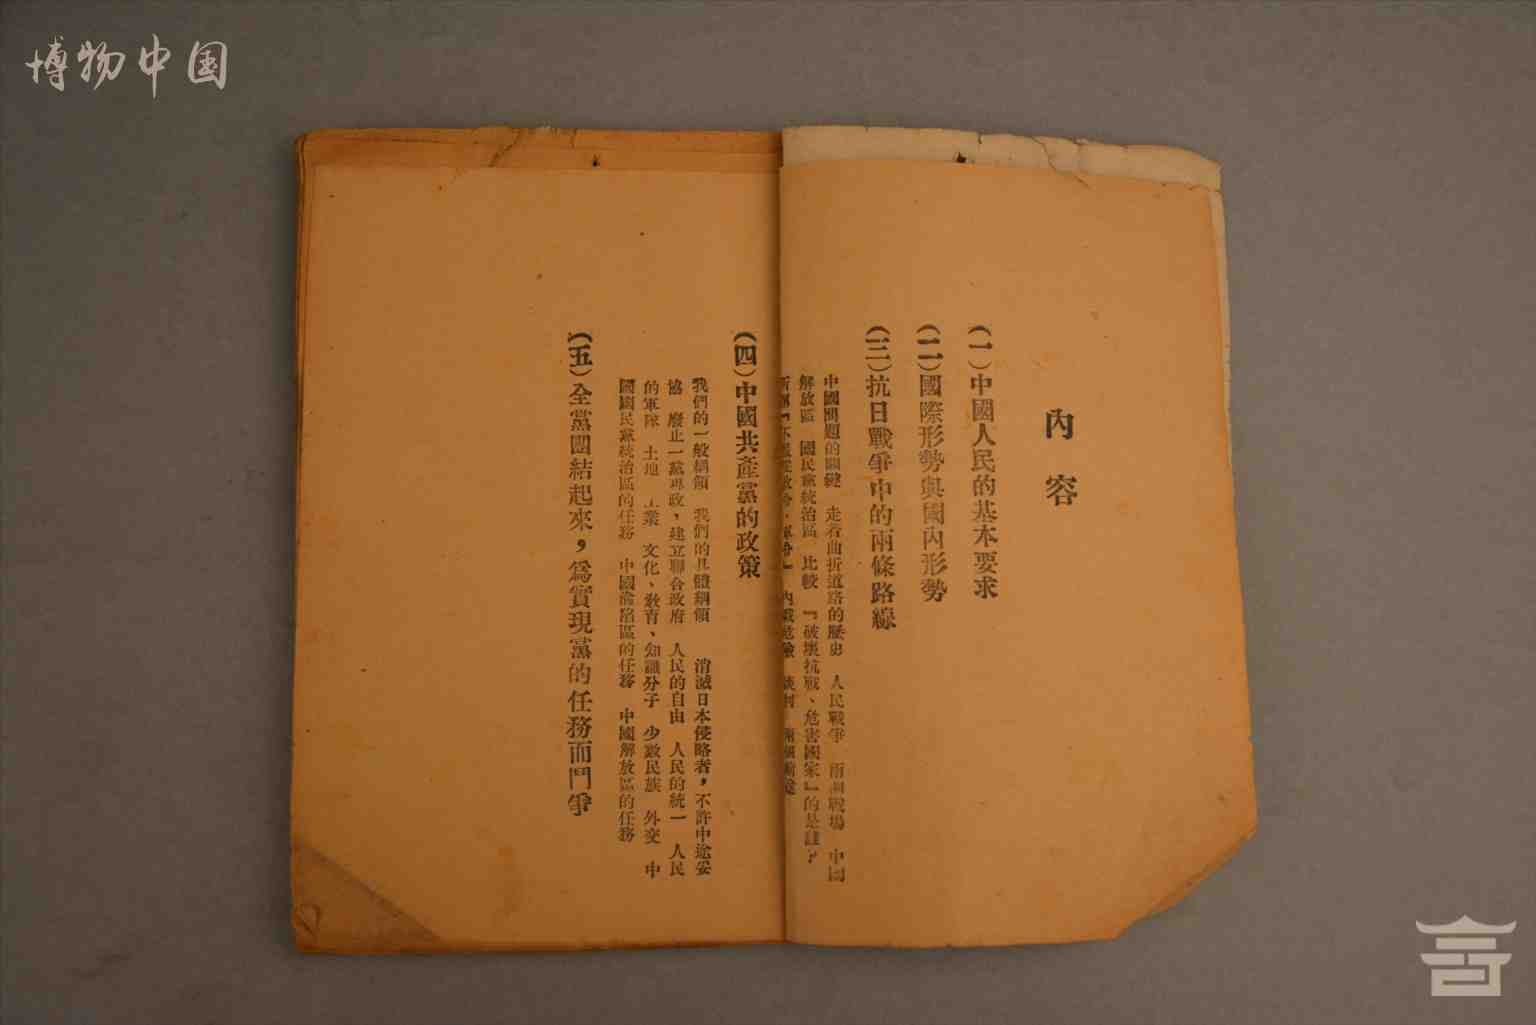 博物中国
內容
(一)中國人民的基本要求
(二)國際形勢與國內形勢
(三)抗日戰爭中的兩條路線
中國問題的關鍵 走着曲折道路的歷史 人民戰爭 兩個戰場 中國
解放區 國民黨統治區 比較 『破壞抗戰、危害國家』的是誰？
內戰危險 談判 兩個前途
(四)中國共產黨的政策
我們的一般綱領 我們的具體綱領 消滅日本侵略者，不許中途妥
協 廢止一黨專政，建立聯合政府 人民的自由 人民的統一 人民
的軍隊 土地 工業 文化、教育、知識分子 少數民族 外交 中
國國民黨統治區的任務 中國淪陷區的任務 中國解放區的任務
(五)全黨團結起來，爲實現黨的任務而鬥爭